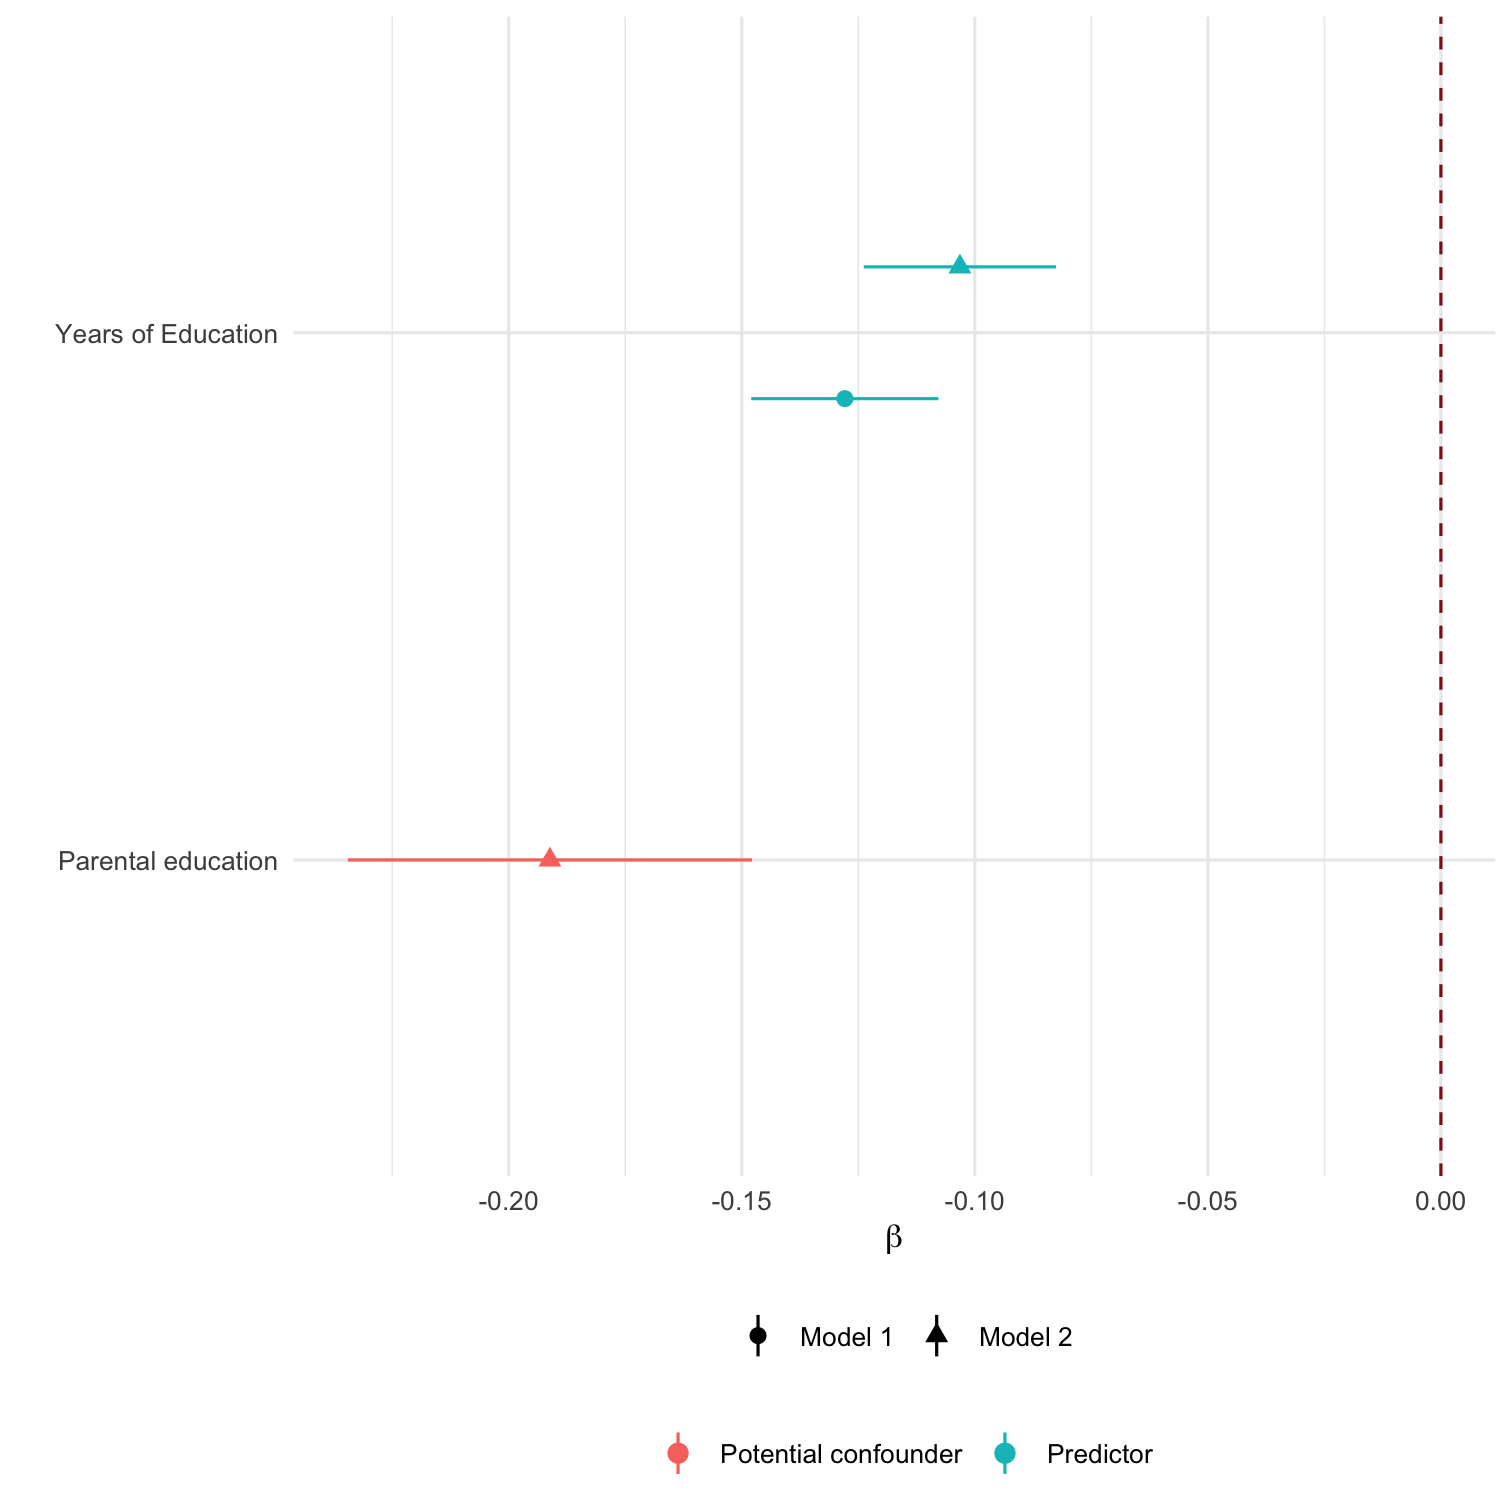 Years of Education
Parental education
-0.20 -0.15 -0.10 -0.05 0.00
β
Model 1 Model 2
Potential confounder Predictor